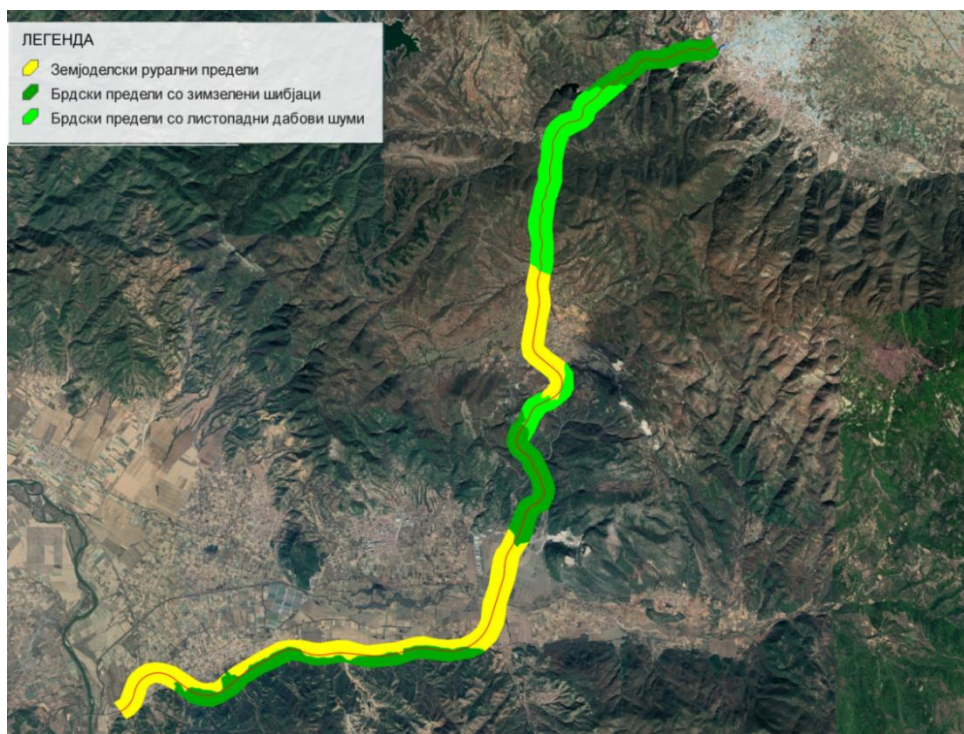 ЛЕГЕНДА
Земјоделски рурални предели
Брдски предели со зимзелени шибјаци
Брдски предели со листопадни дабови шуми